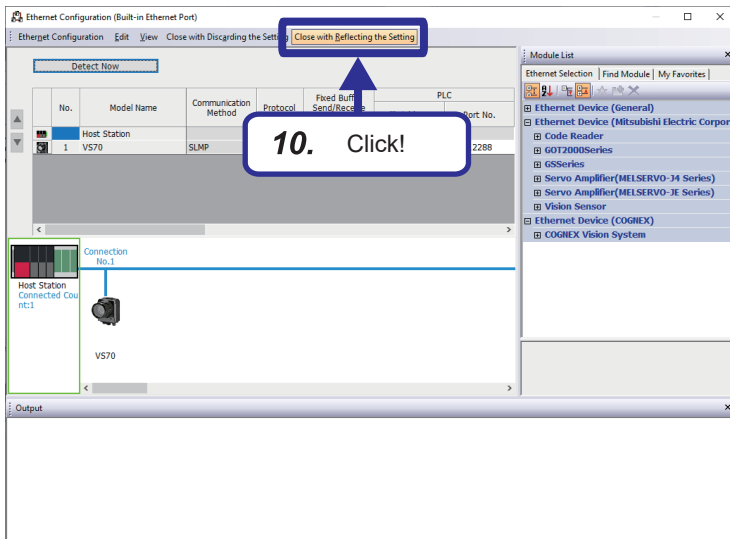 Ethernet Configuration (Built-in Ethernet Port)
Ethernet Configuration Edit View Close with Discarding the Setting Close with Reflecting the Setting
Detect Now
No. Model Name Communication Method Protocol Fixed Buffer Send/Receive PLC Port No.
Host Station
1 VS70 SLMP 2288
10. Click!
Connection No.1
Host Station
Connected Cou
nt:1
VS70
Module List
Ethernet Selection Find Module My Favorites
Ethernet Device (General)
Ethernet Device (Mitsubishi Electric Corpor
Code Reader
GOT2000Series
GSSeries
Servo Amplifier(MELSERVO-J4 Series)
Servo Amplifier(MELSERVO-JE Series)
Vision Sensor
Ethernet Device (COGNEX)
COGNEX Vision System
Output